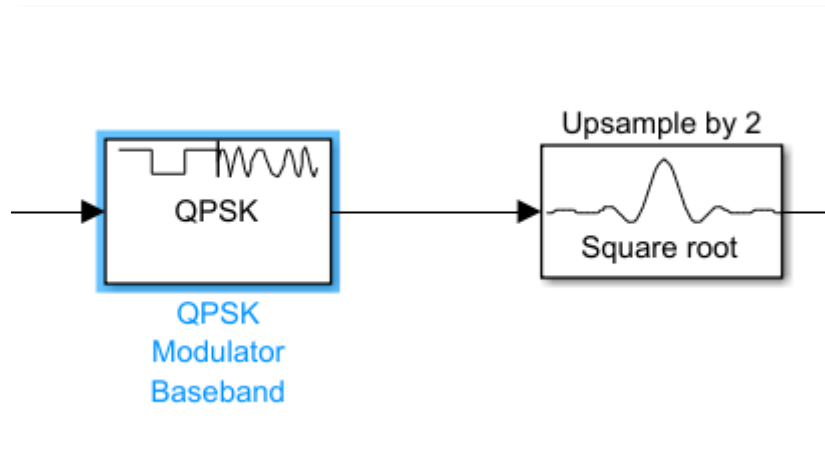 QPSK
QPSK
Modulator
Baseband
Upsample by 2
Square root